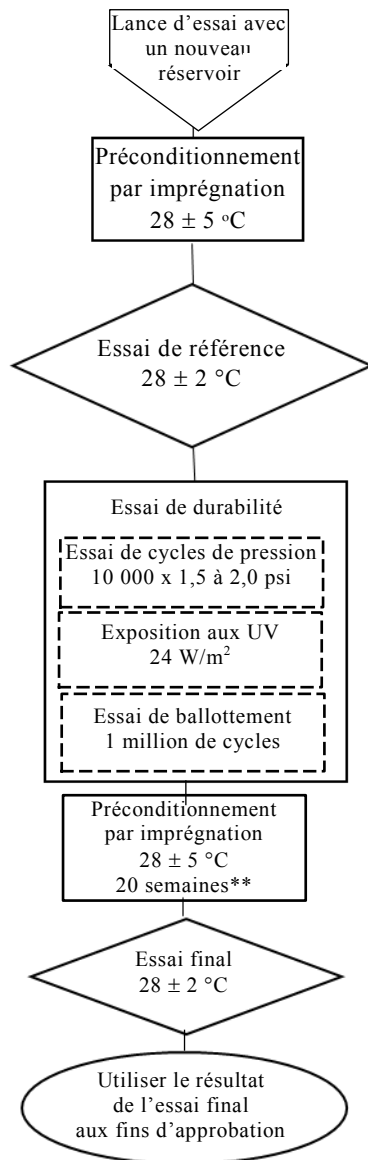 Lance d'essai avec
un nouveau
réservoir
Préconditionnement
par imprégnation
28 ± 5 °C
Essai de référence
28 ± 2 °C
Essai de durabilité
Essai de cycles de pression
10 000 x 1,5 à 2,0 psi
Exposition aux UV
24 W/m²
Essai de ballottement
1 million de cycles
Préconditionnement
par imprégnation
28 ± 5 °C
20 semaines**
Essai final
28 ± 2 °C
Utiliser le résultat
de l'essai final
aux fins d'approbation